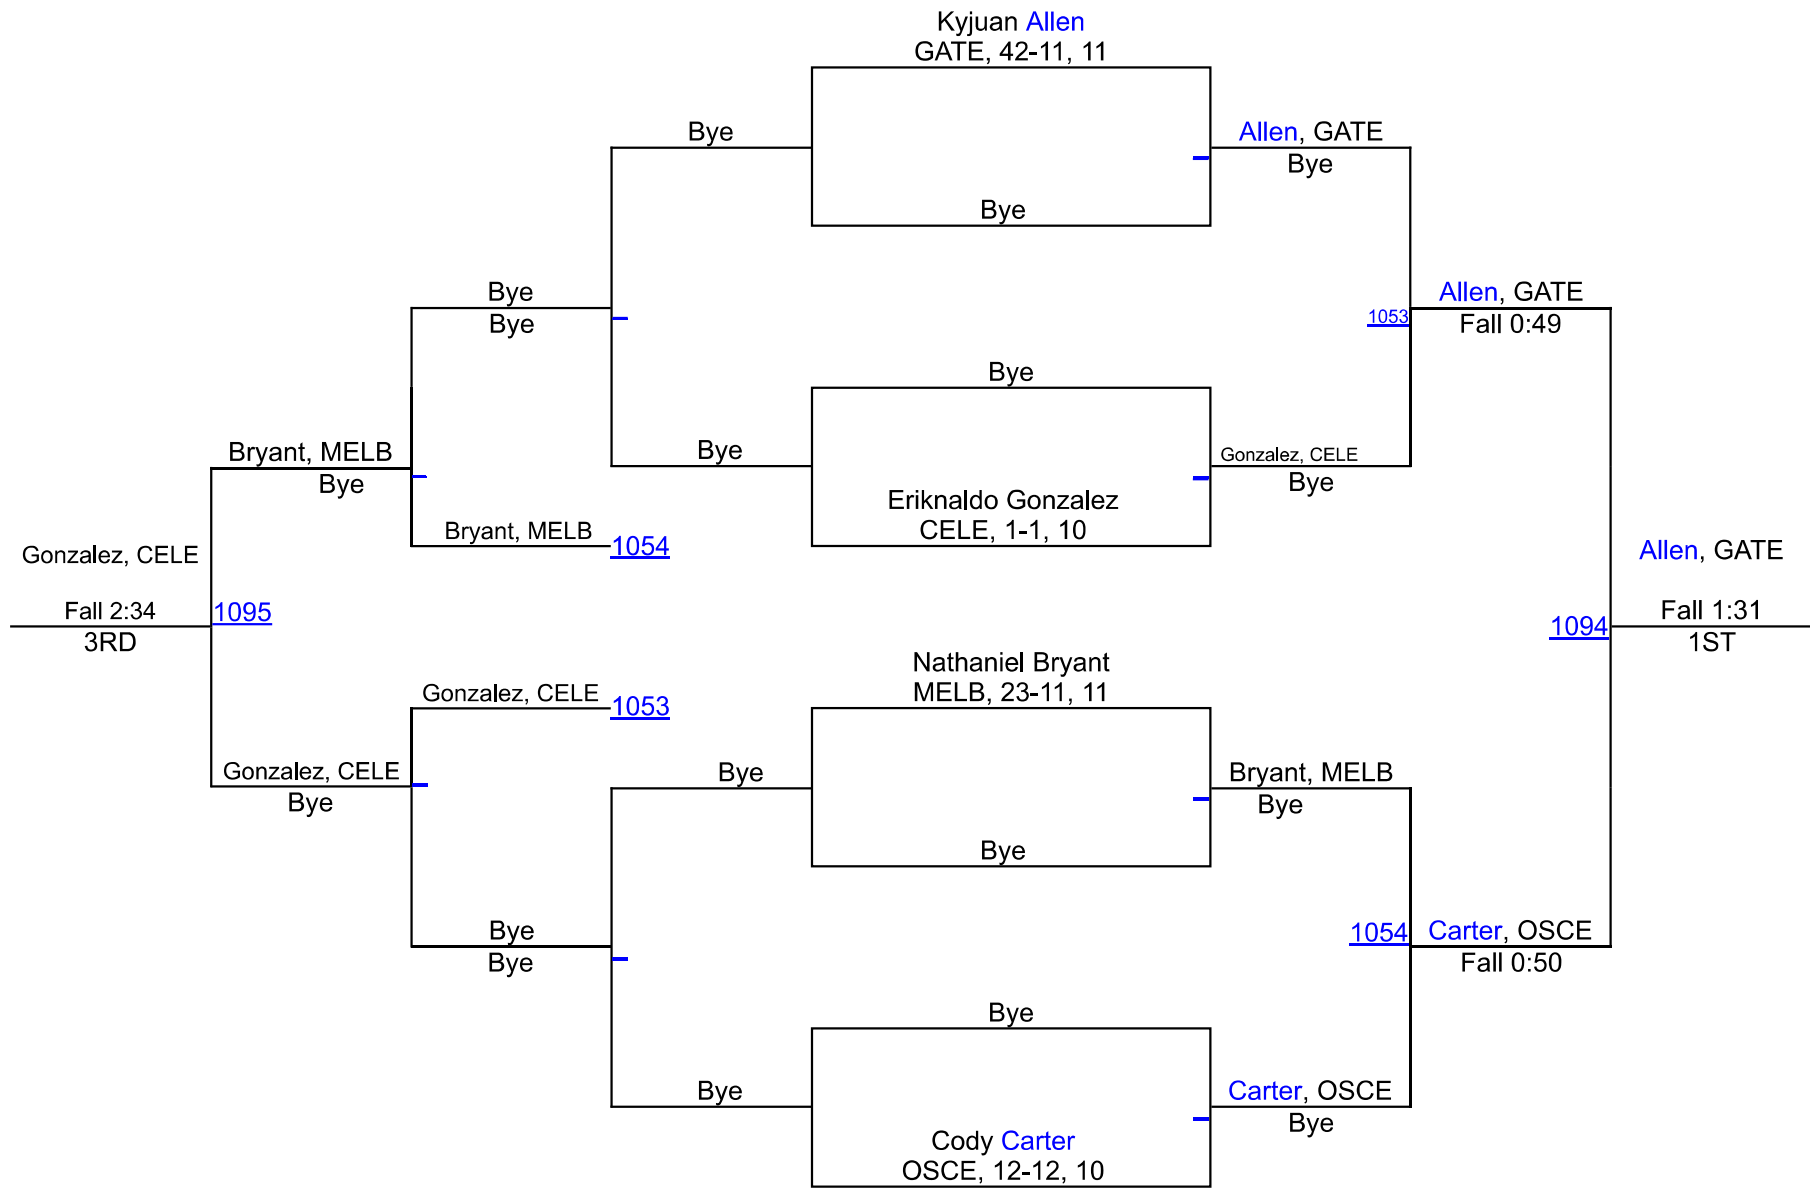 Kyjuan Allen
GATE, 42-11, 11
Bye
Allen, GATE
Bye
Bye
Bye
Bye
Allen, GATE
1053
Fall 0:49
Bye
Bryant, MELB
Bye
Bye
Gonzalez, CELE
Bye
Eriknaldo Gonzalez
CELE, 1-1, 10
Bryant, MELB
1054
Gonzalez, CELE
Allen, GATE
Fall 2:34
1095
3RD
Fall 1:31
1094
1ST
Nathaniel Bryant
MELB, 23-11, 11
Gonzalez, CELE
1053
Gonzalez, CELE
Bye
Bye
Bryant, MELB
Bye
Bye
Bye
Bye
1054
Carter, OSCE
Fall 0:50
Bye
Bye
Carter, OSCE
Bye
Cody Carter
OSCE, 12-12, 10